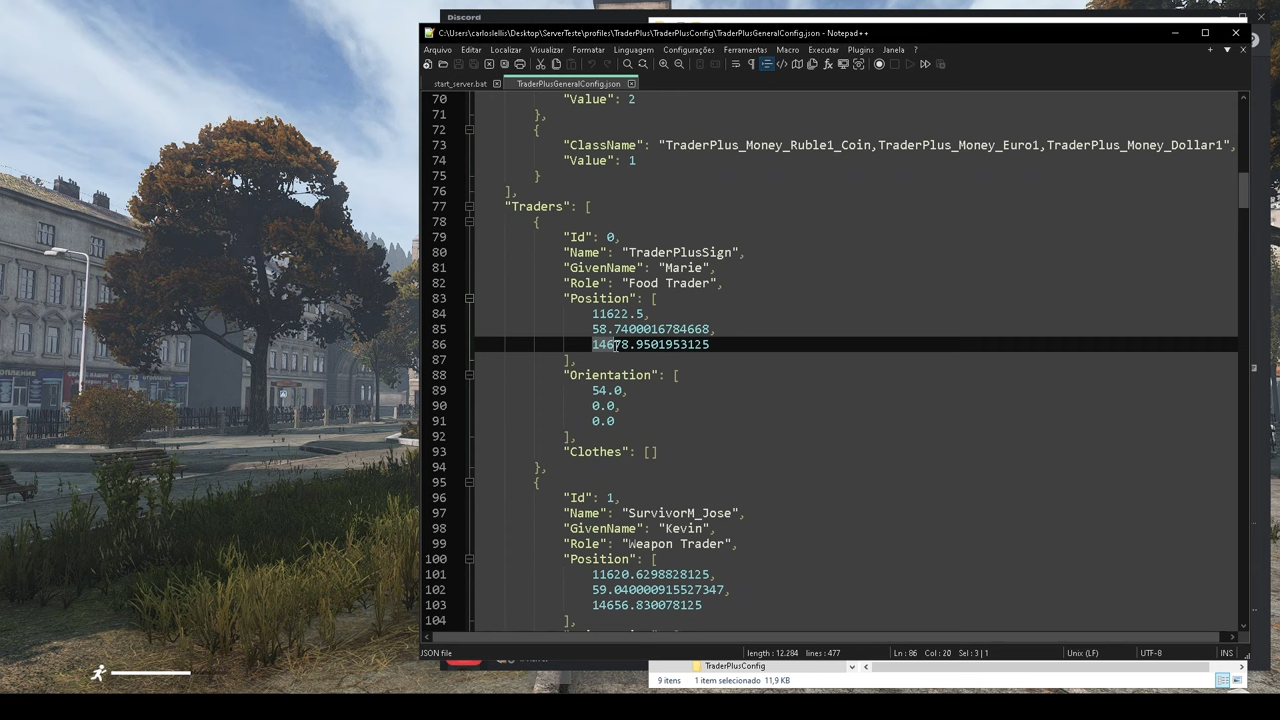 Discord
C:\Users\carloslellis\Desktop\ServerTeste\profiles\TraderPlus\TraderPlusConfig\TraderPlusGeneralConfig.json - Notepad++
Arquivo Editar Localizar Visualizar Formatar Linguagem Configurações Ferramentas Macro Executar Plugins Janela ?
start_server.bat TraderPlusGeneralConfig.json
70 "Value": 2
71 },
72 {
73 "ClassName": "TraderPlus_Money_Ruble1_Coin,TraderPlus_Money_Euro1,TraderPlus_Money_Dollar1",
74 "Value": 1
75 }
76 ],
77 "Traders": [
78 {
79 "Id": 0,
80 "Name": "TraderPlusSign",
81 "GivenName": "Marie",
82 "Role": "Food Trader",
83 "Position": [
84 11622.5,
85 58.7400016784668,
86 14678.9501953125
87 ],
88 "Orientation": [
89 54.0,
90 0.0,
91 0.0
92 ],
93 "Clothes": []
94 },
95 {
96 "Id": 1,
97 "Name": "SurvivorM_Jose",
98 "GivenName": "Kevin",
99 "Role": "Weapon Trader",
100 "Position": [
101 11620.6298828125,
102 59.040000915527347,
103 14656.830078125
104 ],
JSON file length : 12.284 lines : 477 Ln : 86 Col : 20 Sel : 3 | 1 Unix (LF) UTF-8 INS
TraderPlusConfig
9 itens 1 item selecionado 11,9 KB